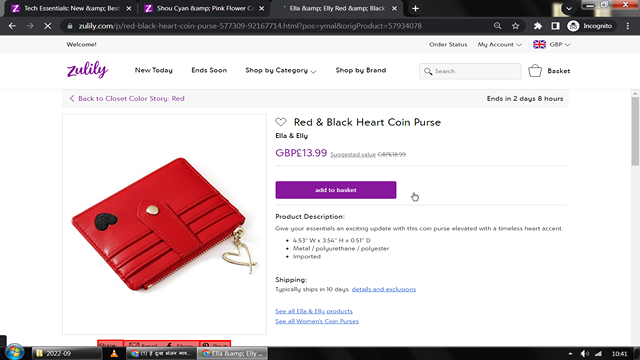 Tech Essentials: New &amp; Best
Shou Cyan &amp; Pink Flower C
Ella &amp; Elly Red &amp; Black
zulily.com/p/red-black-heart-coin-purse-577309-92167714.html?pos=ymal&origProduct=57934078
Incognito
Welcome!
Order Status
My Account
GBP
zulily
New Today
Ends Soon
Shop by Category
Shop by Brand
Search
Basket
Back to Closet Color Story: Red
Ends in 2 days 8 hours
Red & Black Heart Coin Purse
Ella & Elly
GBP£13.99 Suggested value GBP£18.99
add to basket
Product Description:
Give your essentials an exciting update with this coin purse elevated with a timeless heart accent.
4.53'' W x 3.54'' H x 0.51'' D
Metal / polyurethane / polyester
Imported
Shipping:
Typically ships in 10 days. details and exclusions
See all Ella & Elly products
See all Women's Coin Purses
Share
Email
Share
Pin it
2022-09
Ella &amp; Elly ...
10:41